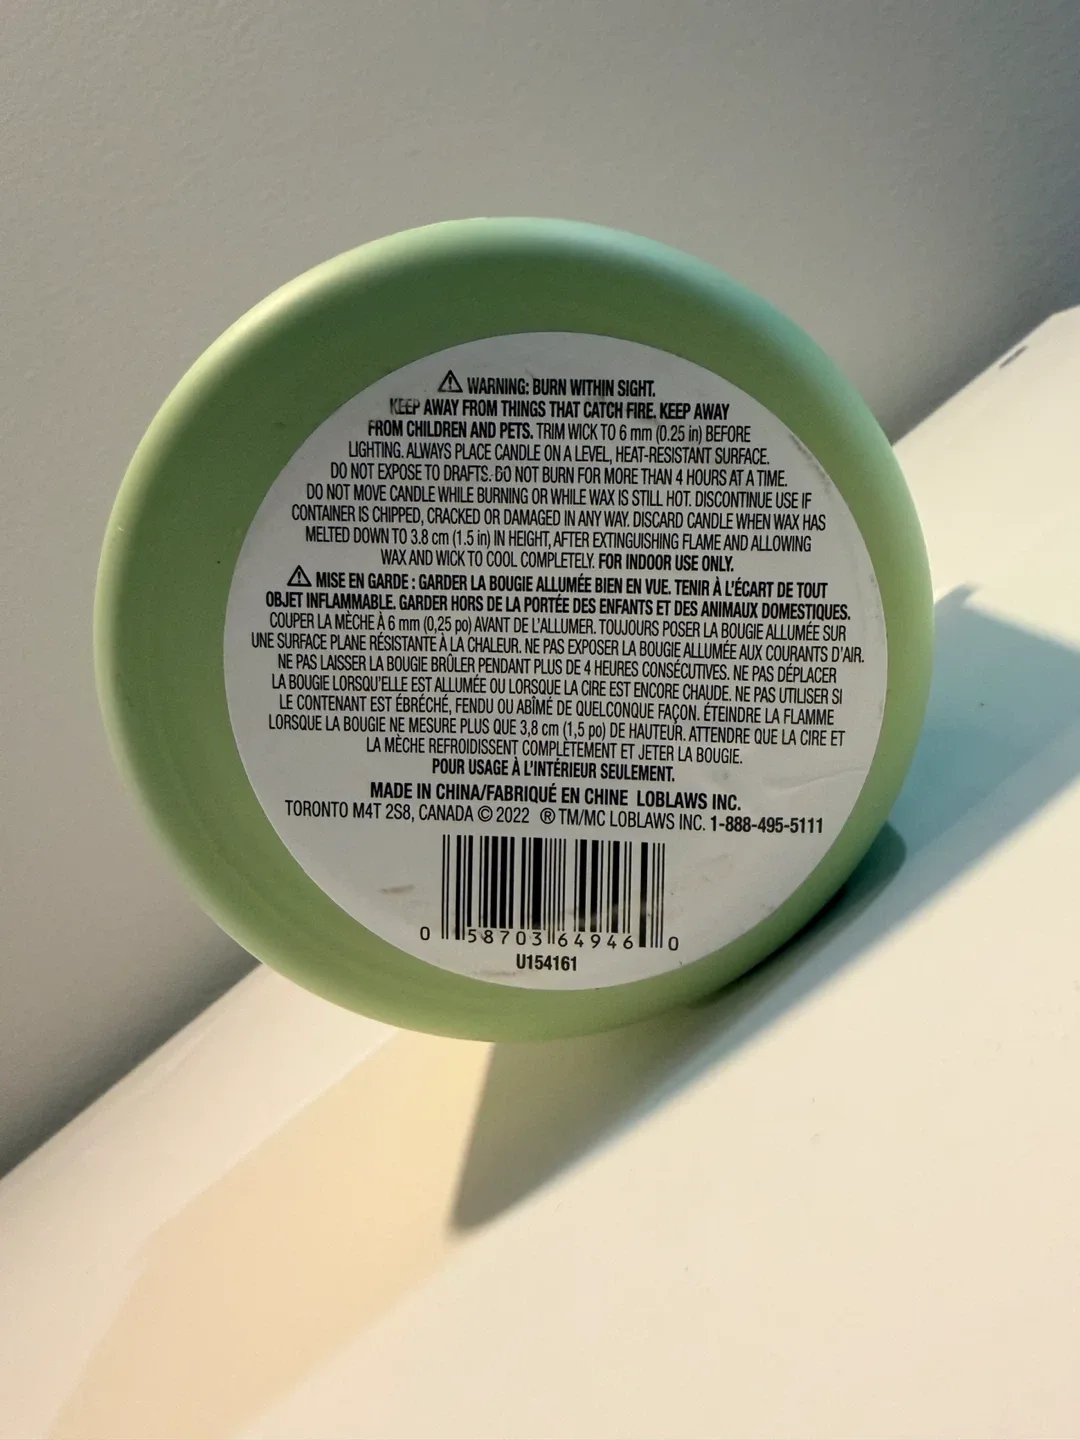 ⚠ WARNING: BURN WITHIN SIGHT.
KEEP AWAY FROM THINGS THAT CATCH FIRE. KEEP AWAY
FROM CHILDREN AND PETS. TRIM WICK TO 6 mm (0.25 in) BEFORE
LIGHTING. ALWAYS PLACE CANDLE ON A LEVEL, HEAT-RESISTANT SURFACE.
DO NOT EXPOSE TO DRAFTS. DO NOT BURN FOR MORE THAN 4 HOURS AT A TIME.
DO NOT MOVE CANDLE WHILE BURNING OR WHILE WAX IS STILL HOT. DISCONTINUE USE IF
CONTAINER IS CHIPPED, CRACKED OR DAMAGED IN ANY WAY. DISCARD CANDLE WHEN WAX HAS
MELTED DOWN TO 3.8 cm (1.5 in) IN HEIGHT, AFTER EXTINGUISHING FLAME AND ALLOWING
WAX AND WICK TO COOL COMPLETELY. FOR INDOOR USE ONLY.
⚠ MISE EN GARDE : GARDER LA BOUGIE ALLUMÉE BIEN EN VUE. TENIR À L'ÉCART DE TOUT
OBJET INFLAMMABLE. GARDER HORS DE LA PORTÉE DES ENFANTS ET DES ANIMAUX DOMESTIQUES.
COUPER LA MÈCHE À 6 mm (0,25 po) AVANT DE L'ALLUMER. TOUJOURS POSER LA BOUGIE ALLUMÉE SUR
UNE SURFACE PLANE RÉSISTANTE À LA CHALEUR. NE PAS EXPOSER LA BOUGIE ALLUMÉE AUX COURANTS D'AIR.
NE PAS LAISSER LA BOUGIE BRÛLER PENDANT PLUS DE 4 HEURES CONSÉCUTIVES. NE PAS DÉPLACER
LA BOUGIE LORSQU'ELLE EST ALLUMÉE OU LORSQUE LA CIRE EST ENCORE CHAUDE. NE PAS UTILISER SI
LE CONTENANT EST ÉBRÉCHÉ, FENDU OU ABÎMÉ DE QUELCONQUE FAÇON. ÉTEINDRE LA FLAMME
LORSQUE LA BOUGIE NE MESURE PLUS QUE 3,8 cm (1,5 po) DE HAUTEUR. ATTENDRE QUE LA CIRE ET
LA MÈCHE REFROIDISSENT COMPLÈTEMENT ET JETER LA BOUGIE.
POUR USAGE À L'INTÉRIEUR SEULEMENT.
MADE IN CHINA/FABRIQUÉ EN CHINE LOBLAWS INC.
TORONTO M4T 2S8, CANADA © 2022 ® TM/MC LOBLAWS INC. 1-888-495-5111
0 58703 64946 0
U154161